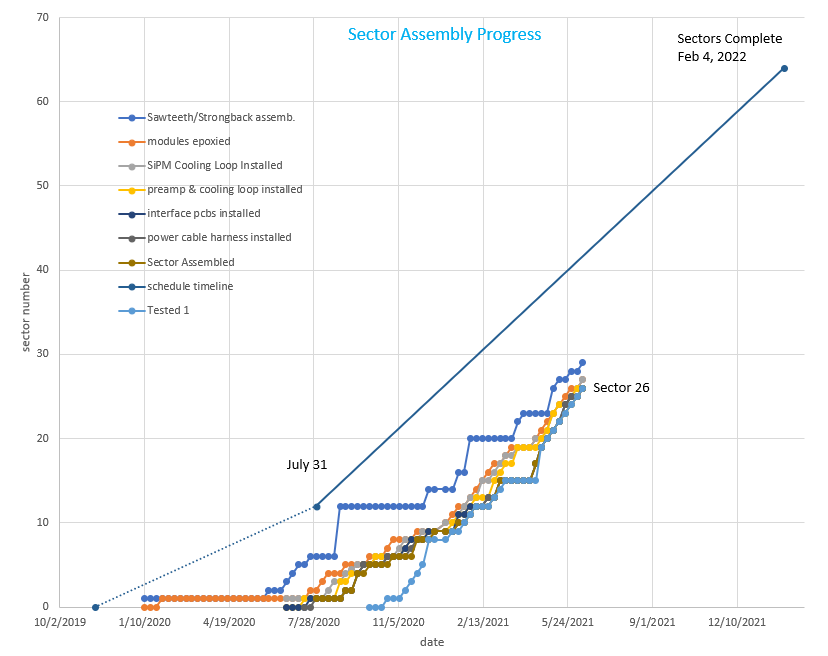 Sector Assembly Progress
Sectors Complete
Feb 4, 2022
70
60
50
40
30
20
10
0
sector number
Sawteeth/Strongback assemb.
modules epoxied
SiPM Cooling Loop Installed
preamp & cooling loop installed
interface pcbs installed
power cable harness installed
Sector Assembled
schedule timeline
Tested 1
Sector 26
July 31
10/2/2019
1/10/2020
4/19/2020
7/28/2020
11/5/2020
2/13/2021
5/24/2021
9/1/2021
12/10/2021
date